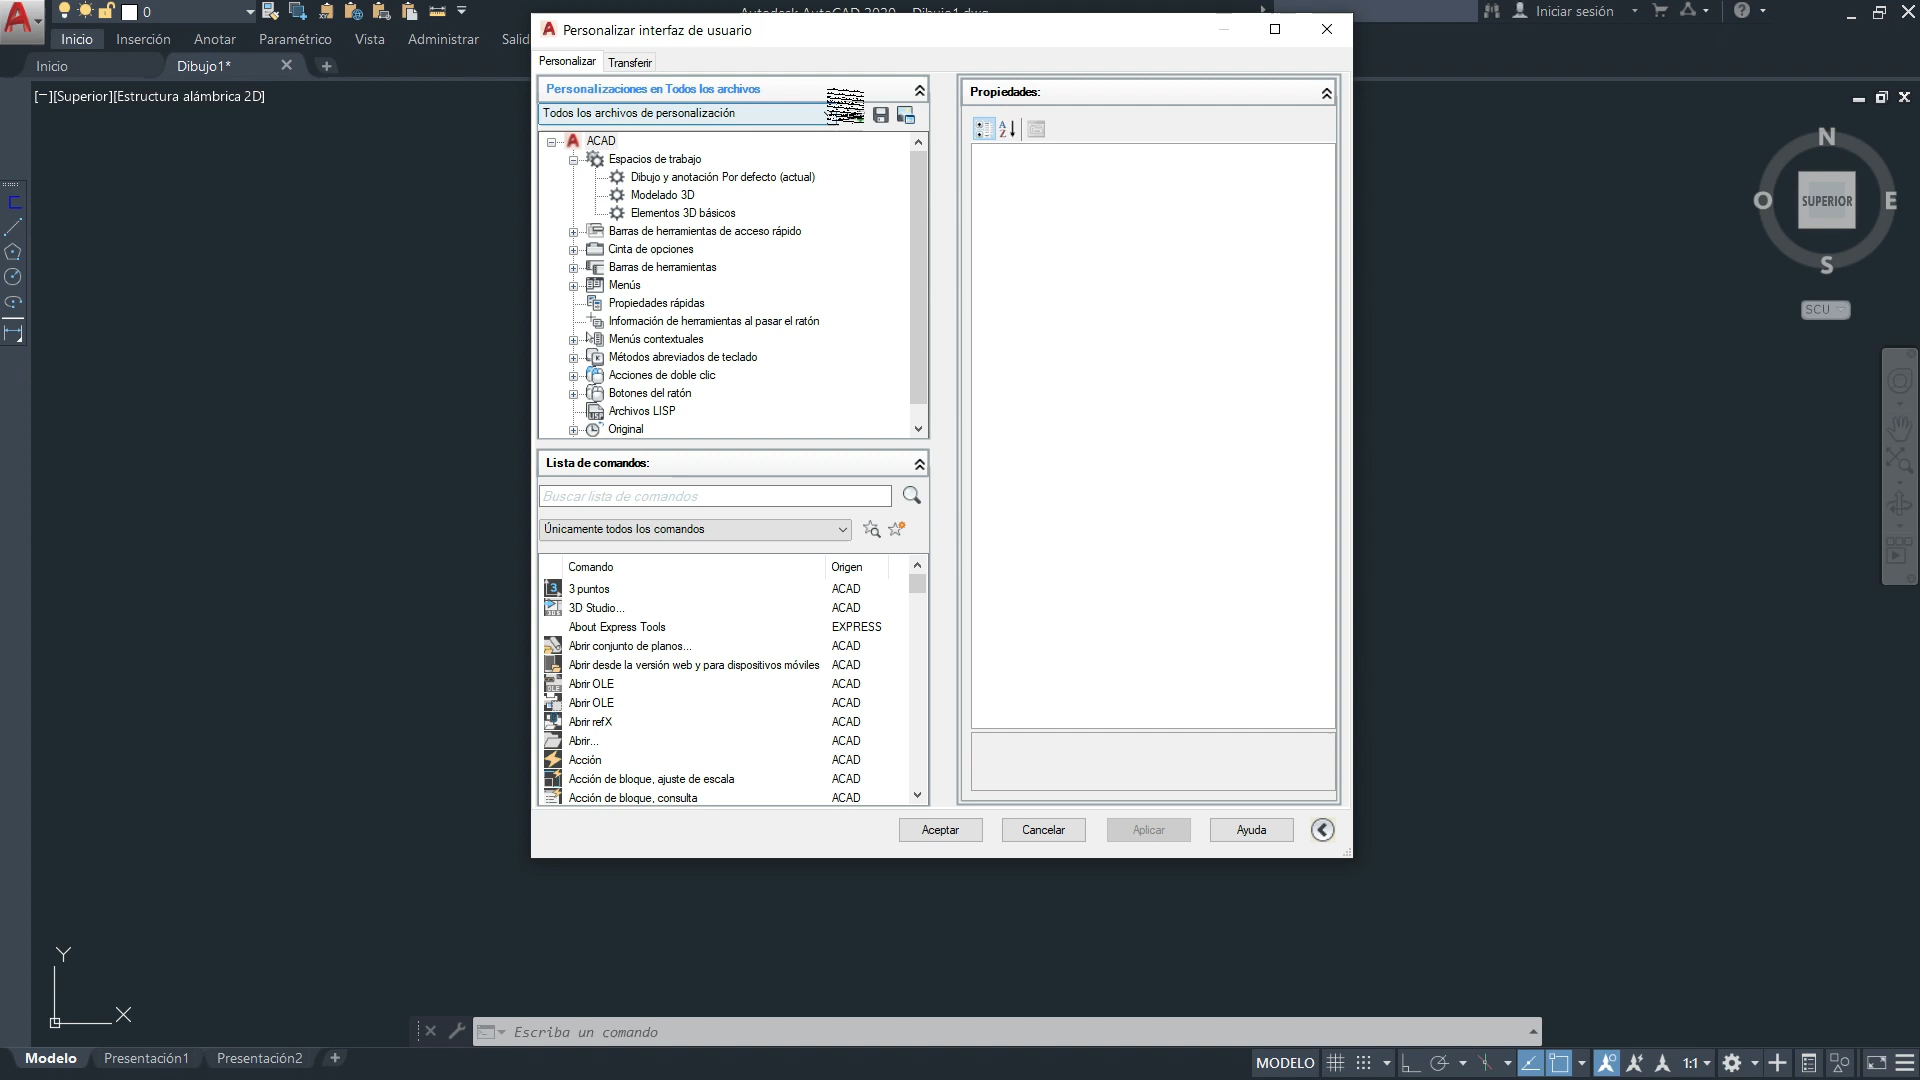 0
Iniciar sesión
Inicio
Inserción
Anotar
Paramétrico
Vista
Administrar
Salid
Inicio
Dibujo1*
[−][Superior][Estructura alámbrica 2D]
Personalizar interfaz de usuario
Personalizar
Transferir
Personalizaciones en Todos los archivos
Todos los archivos de personalización
ACAD
Espacios de trabajo
Dibujo y anotación Por defecto (actual)
Modelado 3D
Elementos 3D básicos
Barras de herramientas de acceso rápido
Cinta de opciones
Barras de herramientas
Menús
Propiedades rápidas
Información de herramientas al pasar el ratón
Menús contextuales
Métodos abreviados de teclado
Acciones de doble clic
Botones del ratón
Archivos LISP
Original
Lista de comandos:
Buscar lista de comandos
Únicamente todos los comandos
Comando Origen
3 puntos ACAD
3D Studio... ACAD
About Express Tools EXPRESS
Abrir conjunto de planos... ACAD
Abrir desde la versión web y para dispositivos móviles ACAD
Abrir OLE ACAD
Abrir OLE ACAD
Abrir refX ACAD
Abrir... ACAD
Acción ACAD
Acción de bloque, ajuste de escala ACAD
Acción de bloque, consulta ACAD
Propiedades:
Aceptar
Cancelar
Aplicar
Ayuda
N
O
SUPERIOR
E
S
SCU
Y
X
Escriba un comando
Modelo
Presentación1
Presentación2
MODELO
1:1